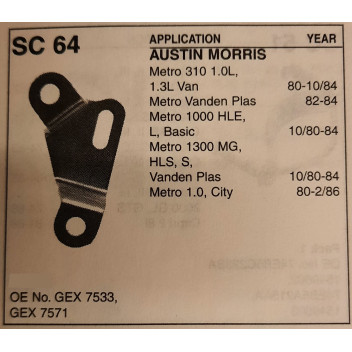 SC 64
APPLICATION YEAR
AUSTIN MORRIS
Metro 310 1.0L,
1.3L Van 80-10/84
Metro Vanden Plas 82-84
Metro 1000 HLE,
L, Basic 10/80-84
Metro 1300 MG,
HLS, S,
Vanden Plas 10/80-84
Metro 1.0, City 80-2/86
OE No. GEX 7533,
GEX 7571